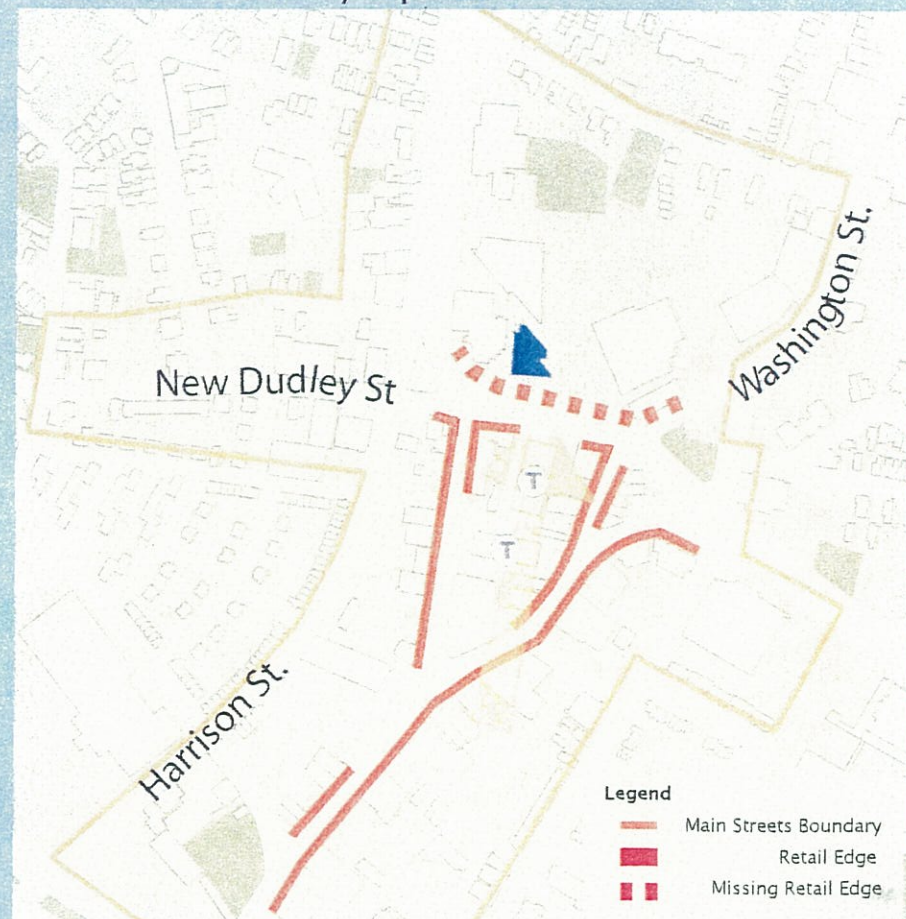 Washington St.
New Dudley St
T
T
Harrison St.
Legend
Main Streets Boundary
Retail Edge
Missing Retail Edge